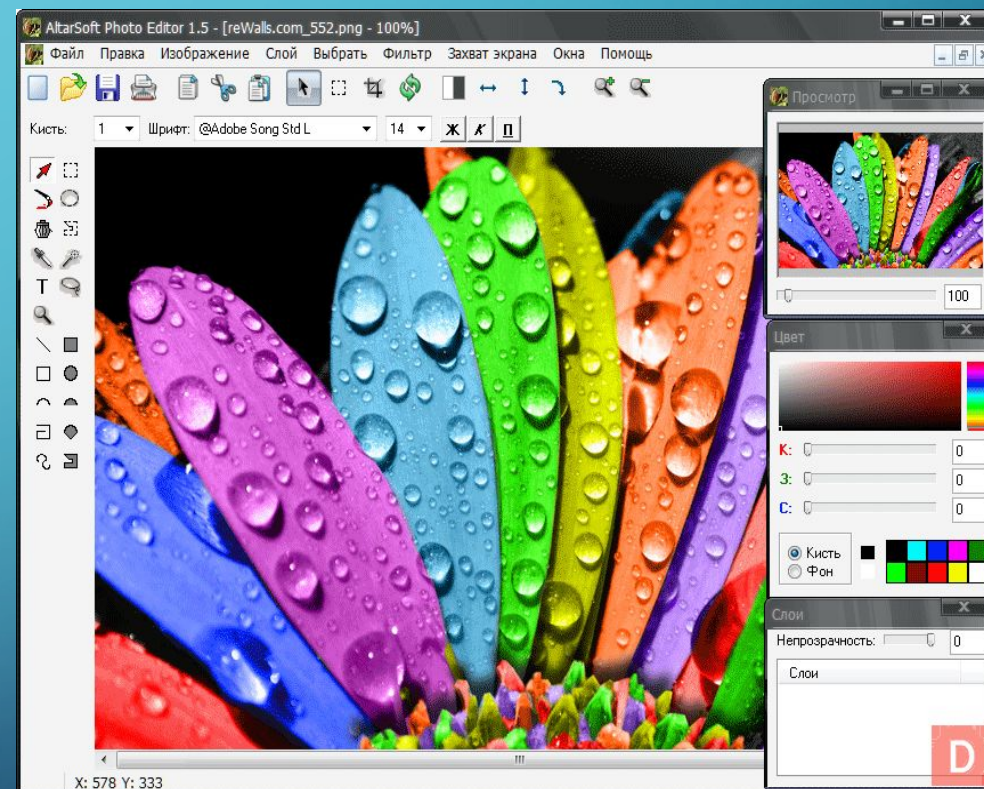 AltarSoft Photo Editor 1.5 - [reWalls.com_552.png - 100%]
Файл Правка Изображение Слой Выбрать Фильтр Захват экрана Окна Помощь
Кисть: 1 Шрифт: @Adobe Song Std L 14 Ж К П
T
Просмотр
100
Цвет
К: 0
З: 0
С: 0
Кисть
Фон
Слои
Непрозрачность: 0
Слои
D
X: 578 Y: 333